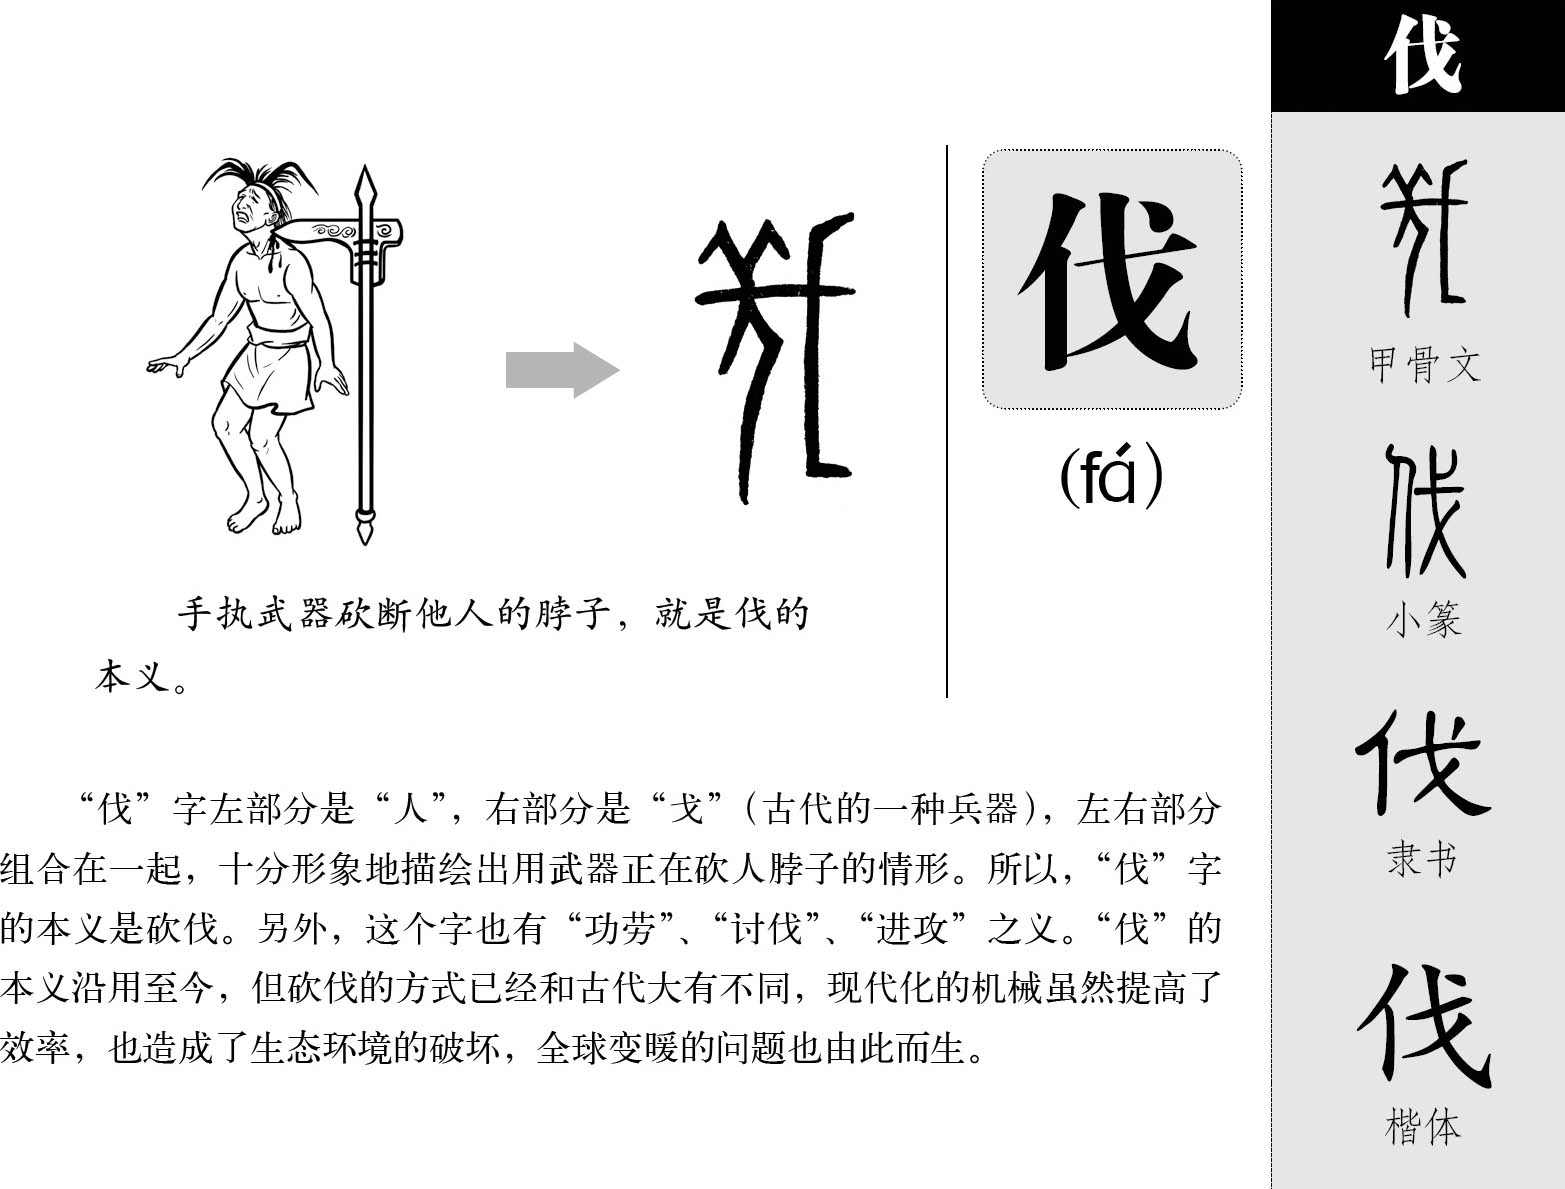 伐
(fá)
手执武器砍断他人的脖子，就是伐的
本义。
“伐”字左部分是“人”，右部分是“戈”（古代的一种兵器），左右部分
组合在一起，十分形象地描绘出用武器正在砍人脖子的情形。所以，“伐”字
的本义是砍伐。另外，这个字也有“功劳”、“讨伐”、“进攻”之义。“伐”的
本义沿用至今，但砍伐的方式已经和古代大有不同，现代化的机械虽然提高了
效率，也造成了生态环境的破坏，全球变暖的问题也由此而生。
伐
甲骨文
伐
小篆
伐
隶书
伐
楷体